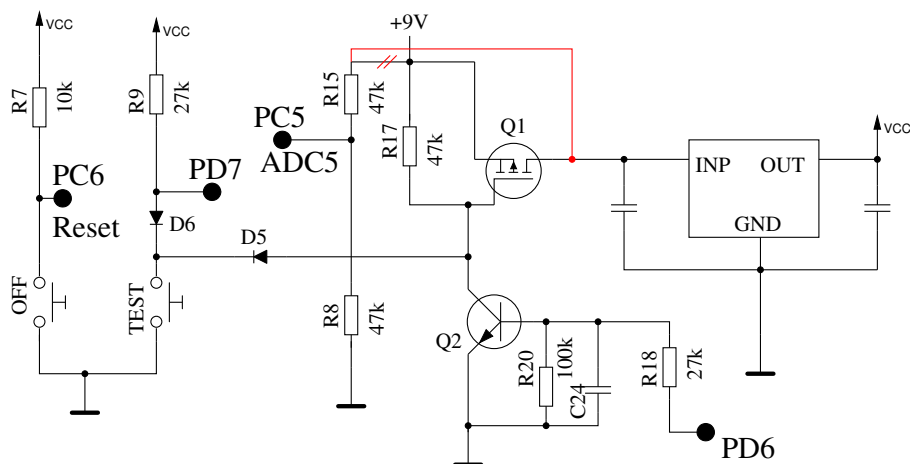 VCC
VCC
+9V
R7
10k
R9
27k
R15
47k
PC5
ADC5
R17
47k
Q1
VCC
INP
OUT
GND
PC6
Reset
PD7
D6
D5
OFF
TEST
R8
47k
Q2
R20
100k
C24
R18
27k
PD6